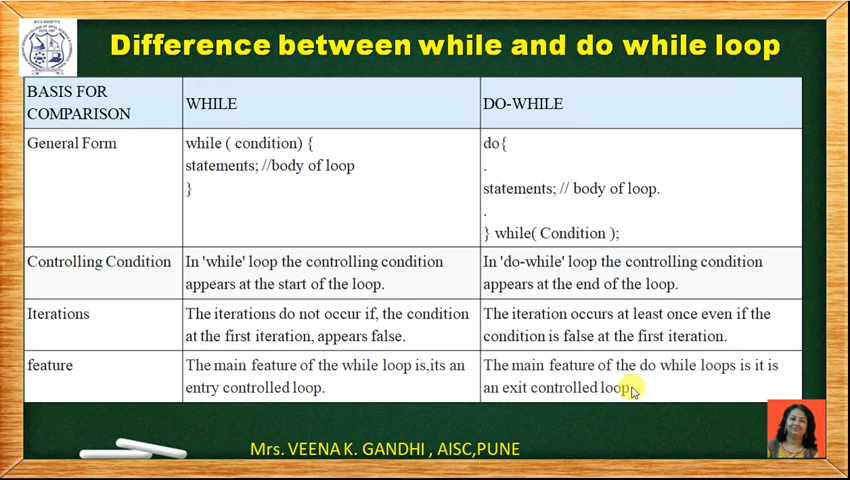 Difference between while and do while loop
BASIS FOR
COMPARISON
WHILE
DO-WHILE
General Form
while ( condition) {
statements; //body of loop
}
do{
.
statements; // body of loop.
.
} while( Condition );
Controlling Condition
In 'while' loop the controlling condition
appears at the start of the loop.
In 'do-while' loop the controlling condition
appears at the end of the loop.
Iterations
The iterations do not occur if, the condition
at the first iteration, appears false.
The iteration occurs at least once even if the
condition is false at the first iteration.
feature
The main feature of the while loop is,its an
entry controlled loop.
The main feature of the do while loops is it is
an exit controlled loop
Mrs. VEENA K. GANDHI , AISC,PUNE